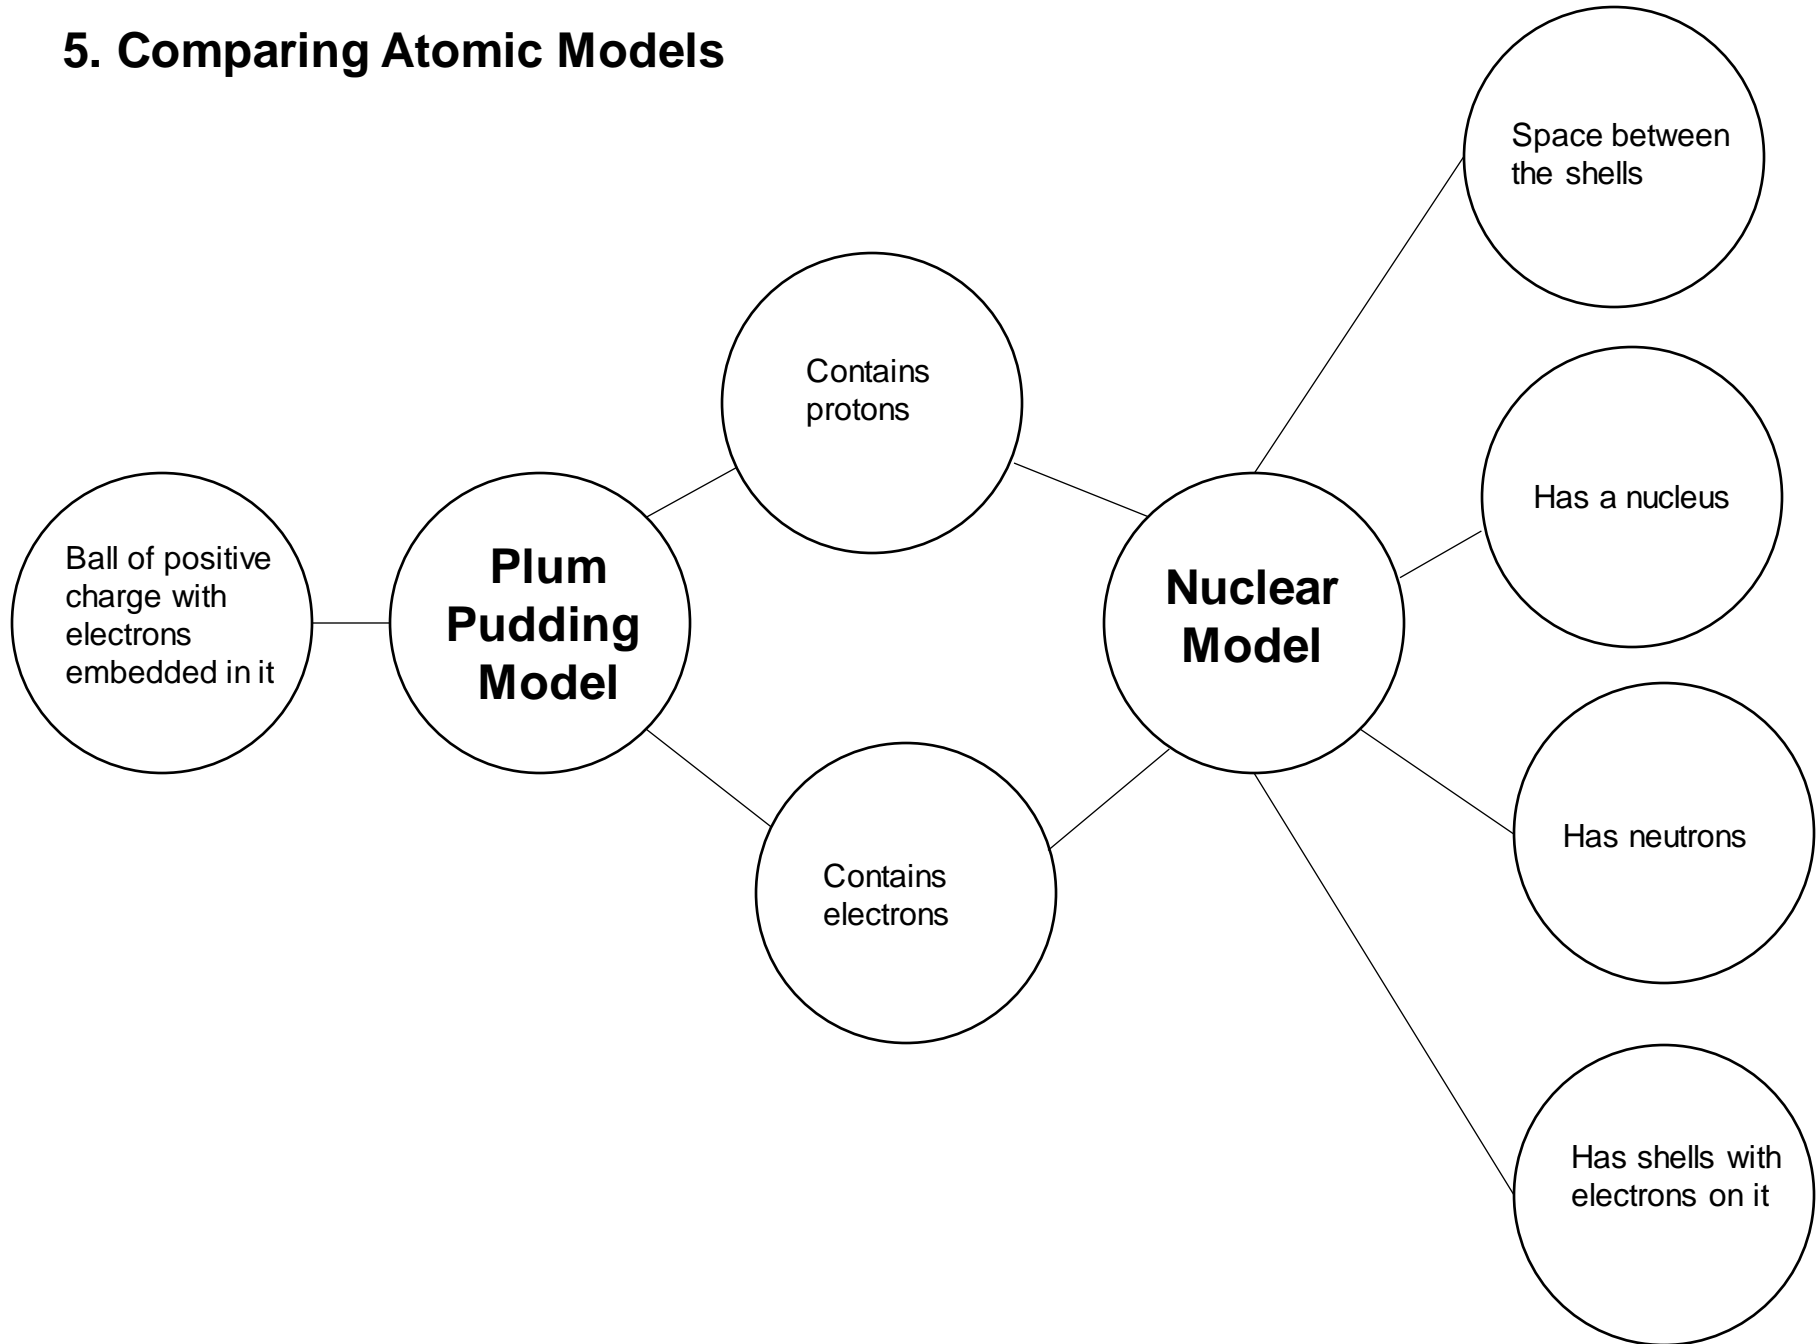 5. Comparing Atomic Models
Space between
the shells
Contains
protons
Has a nucleus
Ball of positive
charge with
electrons
embedded in it
Plum
Pudding
Model
Nuclear
Model
Has neutrons
Contains
electrons
Has shells with
electrons on it